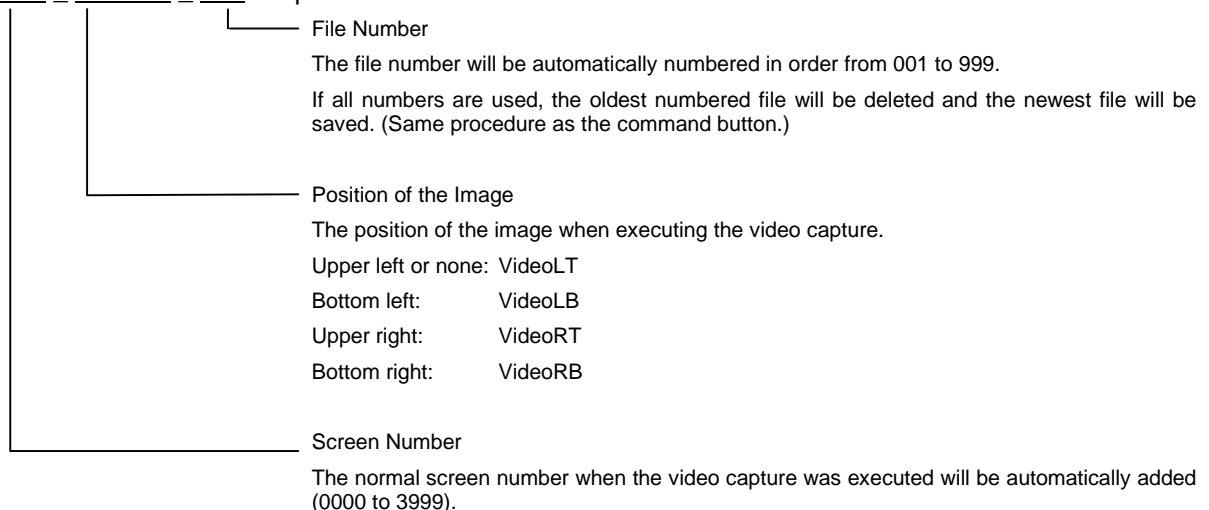 File Number
The file number will be automatically numbered in order from 001 to 999.
If all numbers are used, the oldest numbered file will be deleted and the newest file will be
saved. (Same procedure as the command button.)
Position of the Image
The position of the image when executing the video capture.
Upper left or none: VideoLT
Bottom left: VideoLB
Upper right: VideoRT
Bottom right: VideoRB
Screen Number
The normal screen number when the video capture was executed will be automatically added
(0000 to 3999).